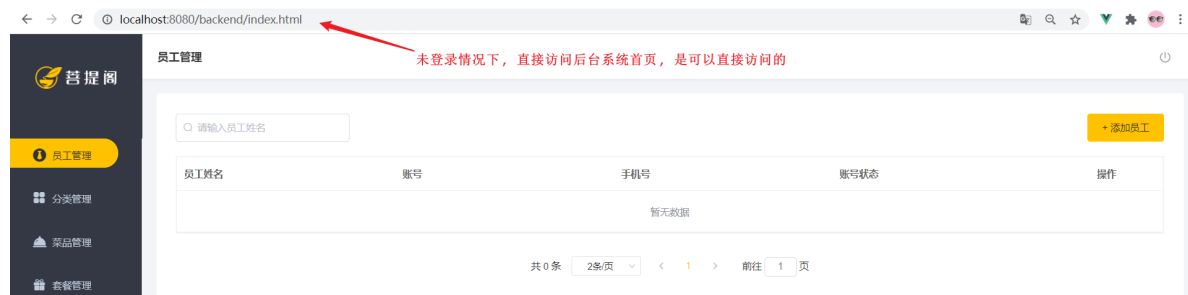 localhost:8080/backend/index.html
菩提阁
员工管理
未登录情况下，直接访问后台系统首页，是可以直接访问的
请输入员工姓名
+ 添加员工
员工管理
分类管理
菜品管理
套餐管理
员工姓名 账号 手机号 账号状态 操作
暂无数据
共 0 条 2条/页 < 1 > 前往 1 页